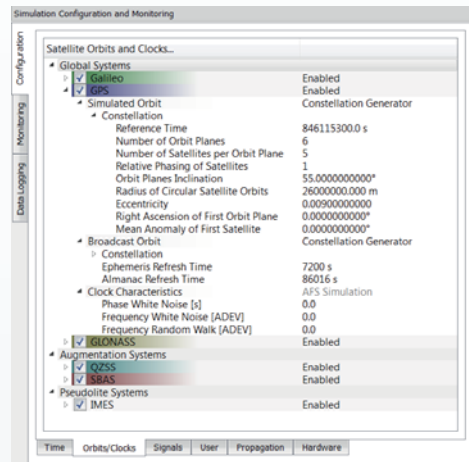 Simulation Configuration and Monitoring
Configuration
Monitoring
Data Logging
Satellite Orbits and Clocks...
Global Systems
Galileo Enabled
GPS Enabled
Simulated Orbit Constellation Generator
Constellation
Reference Time 846115300.0 s
Number of Orbit Planes 6
Number of Satellites per Orbit Plane 5
Relative Phasing of Satellites 1
Orbit Planes Inclination 55.0000000000°
Radius of Circular Satellite Orbits 26000000.000 m
Eccentricity 0.00900000000
Right Ascension of First Orbit Plane 0.0000000000°
Mean Anomaly of First Satellite 0.0000000000°
Broadcast Orbit Constellation Generator
Constellation
Ephemeris Refresh Time 7200 s
Almanac Refresh Time 86016 s
Clock Characteristics AFS Simulation
Phase White Noise [s] 0.0
Frequency White Noise [ADEV] 0.0
Frequency Random Walk [ADEV] 0.0
GLONASS Enabled
Augmentation Systems
QZSS Enabled
SBAS Enabled
Pseudolite Systems
IMES Enabled
Time Orbits/Clocks Signals User Propagation Hardware